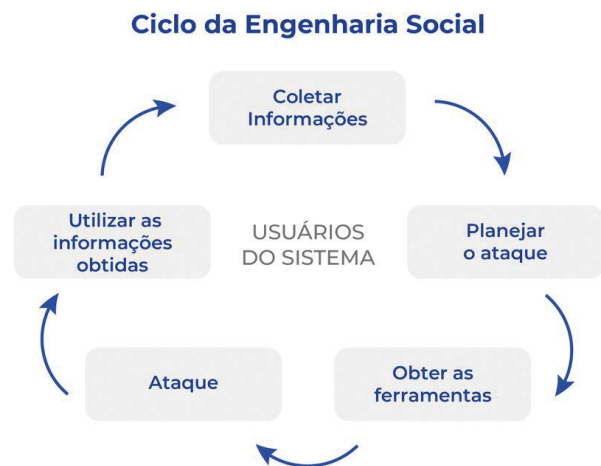 Ciclo da Engenharia Social
Coletar
Informações
Planejar
o ataque
Obter as
ferramentas
Ataque
Utilizar as
informações
obtidas
USUÁRIOS
DO SISTEMA